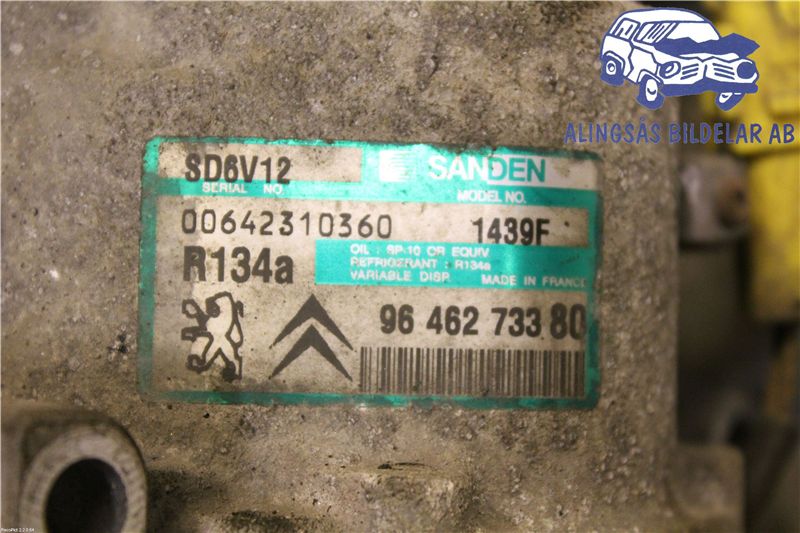 ALINGSÅS BILDELAR AB
SD6V12 SANDEN
SERIAL NO. MODEL NO.
00642310360 1439F
R134a OIL : SP-10 OR EQUIV
REFRIGERANT : R134a
VARIABLE DISP. MADE IN FRANCE
96 462 733 80